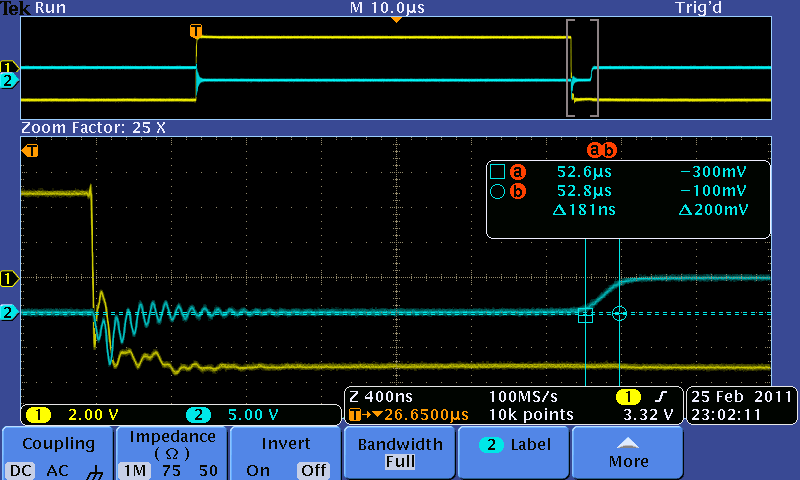 Tek Run M 10.0µs Trig'd
T
1
2
Zoom Factor: 25 X
T
a b
a 52.6µs −300mV
b 52.8µs −100mV
Δ181ns Δ200mV
1
2
1 2.00 V 2 5.00 V
Z 400ns 100MS/s 1
T→▼26.6500µs 10k points 3.32 V
25 Feb 2011
23:02:11
Coupling
DC AC
Impedance
(Ω)
1M 75 50
Invert
On Off
Bandwidth
Full
2 Label
More